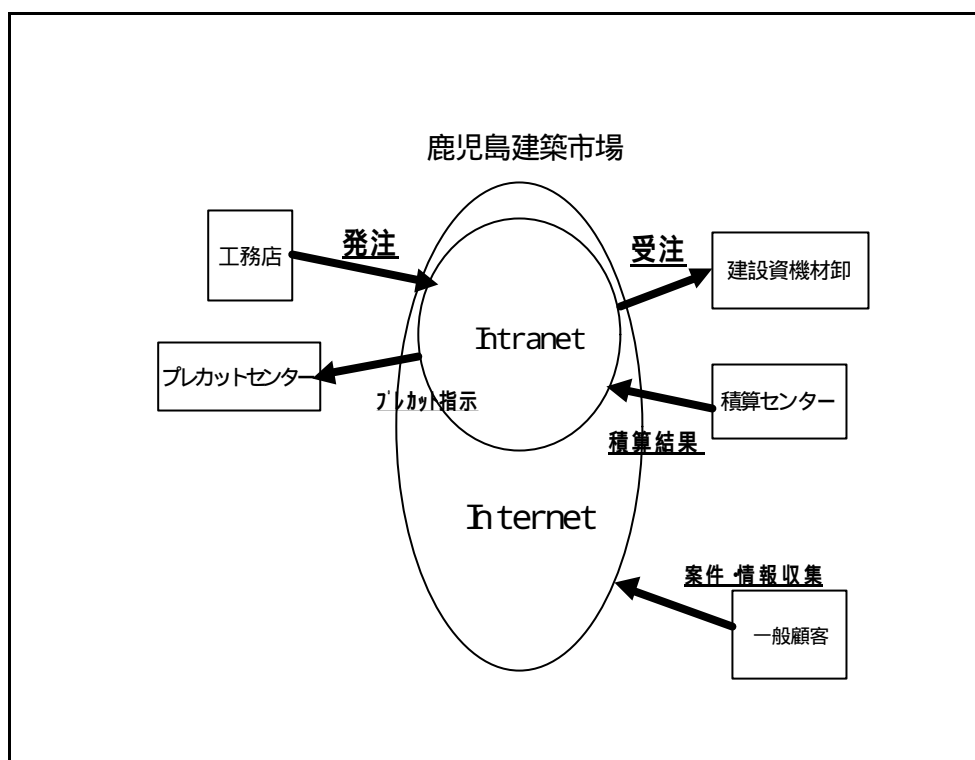 鹿児島建築市場
工務店
発注
受注
建設資機材卸
Intranet
プレカットセンター
プレカット指示
積算センター
積算結果
Internet
案件・情報収集
一般顧客